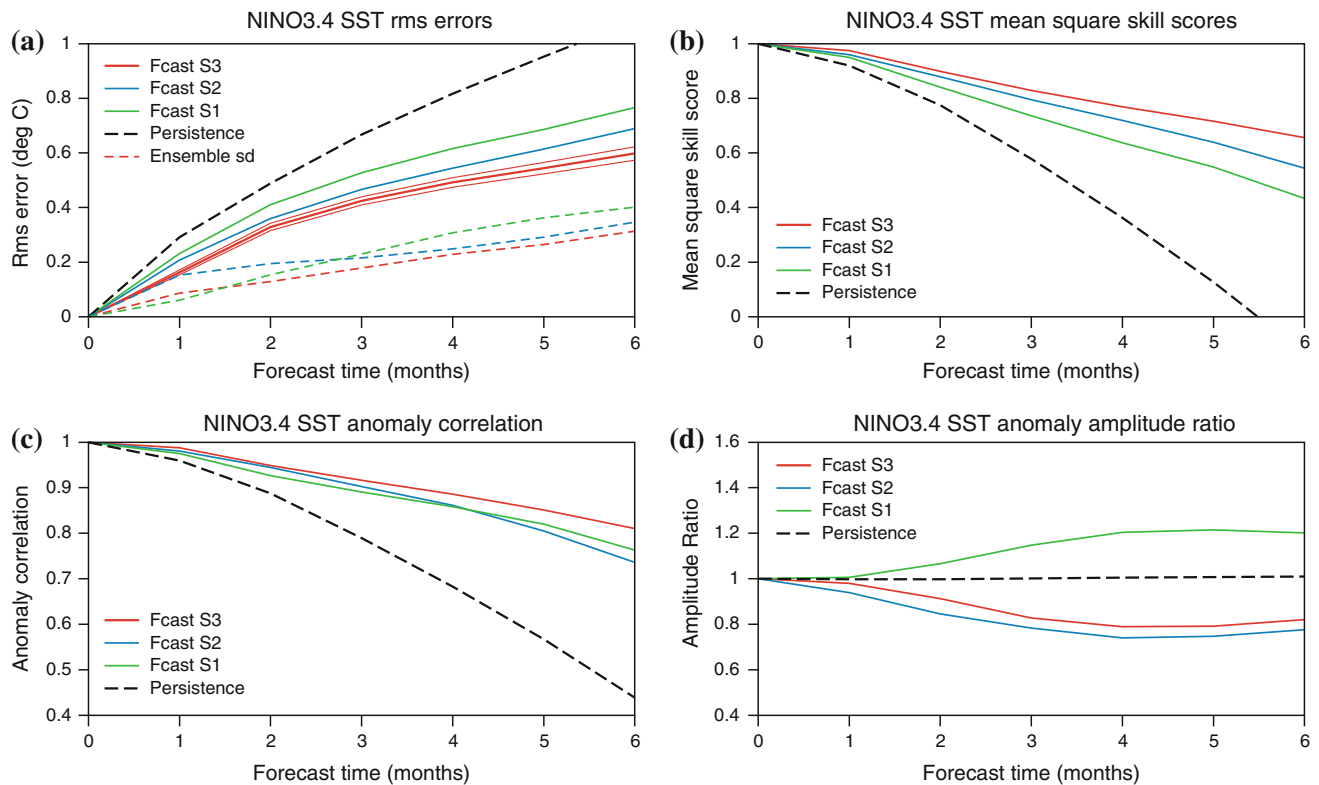 NINO3.4 SST rms errors
(a)
1
0.8
0.6
0.4
0.2
0
Rms error (deg C)
Fcast S3
Fcast S2
Fcast S1
Persistence
Ensemble sd
0 1 2 3 4 5 6
Forecast time (months)
NINO3.4 SST mean square skill scores
(b)
1
0.8
0.6
0.4
0.2
0
Mean square skill score
Fcast S3
Fcast S2
Fcast S1
Persistence
0 1 2 3 4 5 6
Forecast time (months)
NINO3.4 SST anomaly correlation
(c)
1
0.9
0.8
0.7
0.6
0.5
0.4
Anomaly correlation
Fcast S3
Fcast S2
Fcast S1
Persistence
0 1 2 3 4 5 6
Forecast time (months)
NINO3.4 SST anomaly amplitude ratio
(d)
1.6
1.4
1.2
1
0.8
0.6
0.4
Amplitude Ratio
Fcast S3
Fcast S2
Fcast S1
Persistence
0 1 2 3 4 5 6
Forecast time (months)